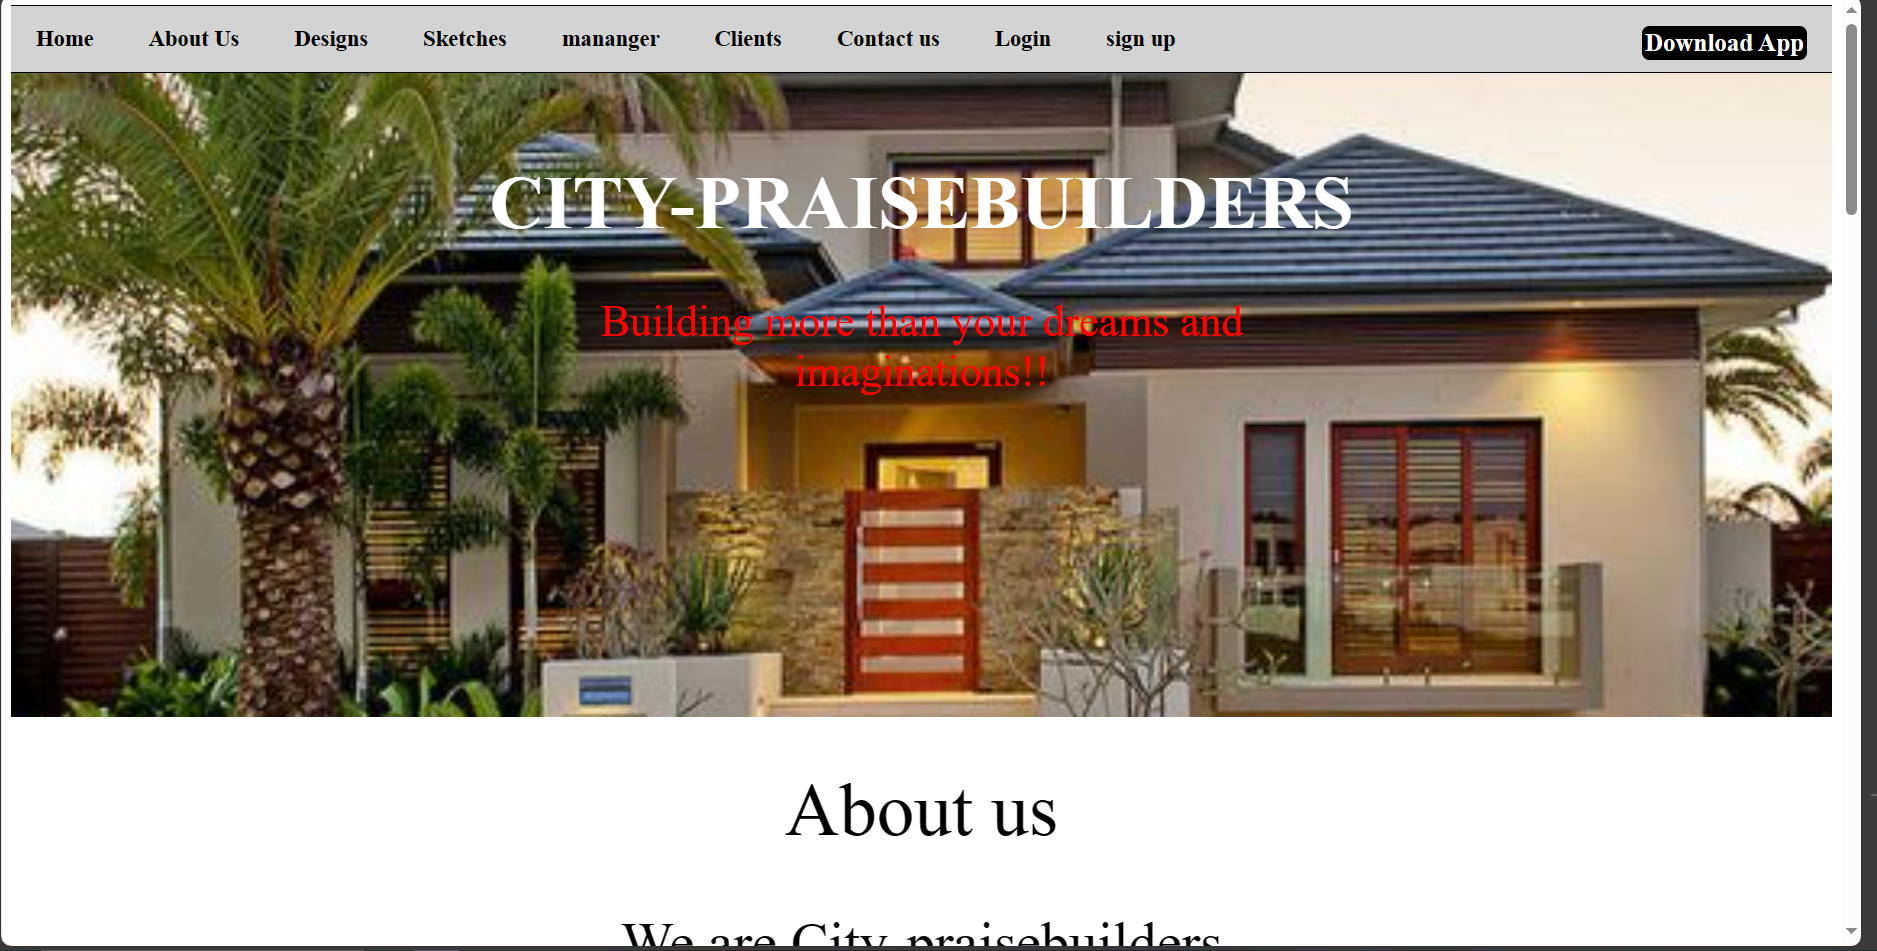 Home About Us Designs Sketches mananger Clients Contact us Login sign up Download App
CITY-PRAISEBUILDERS
Building more than your dreams and
imaginations!!
About us
We are City-praisebuilders